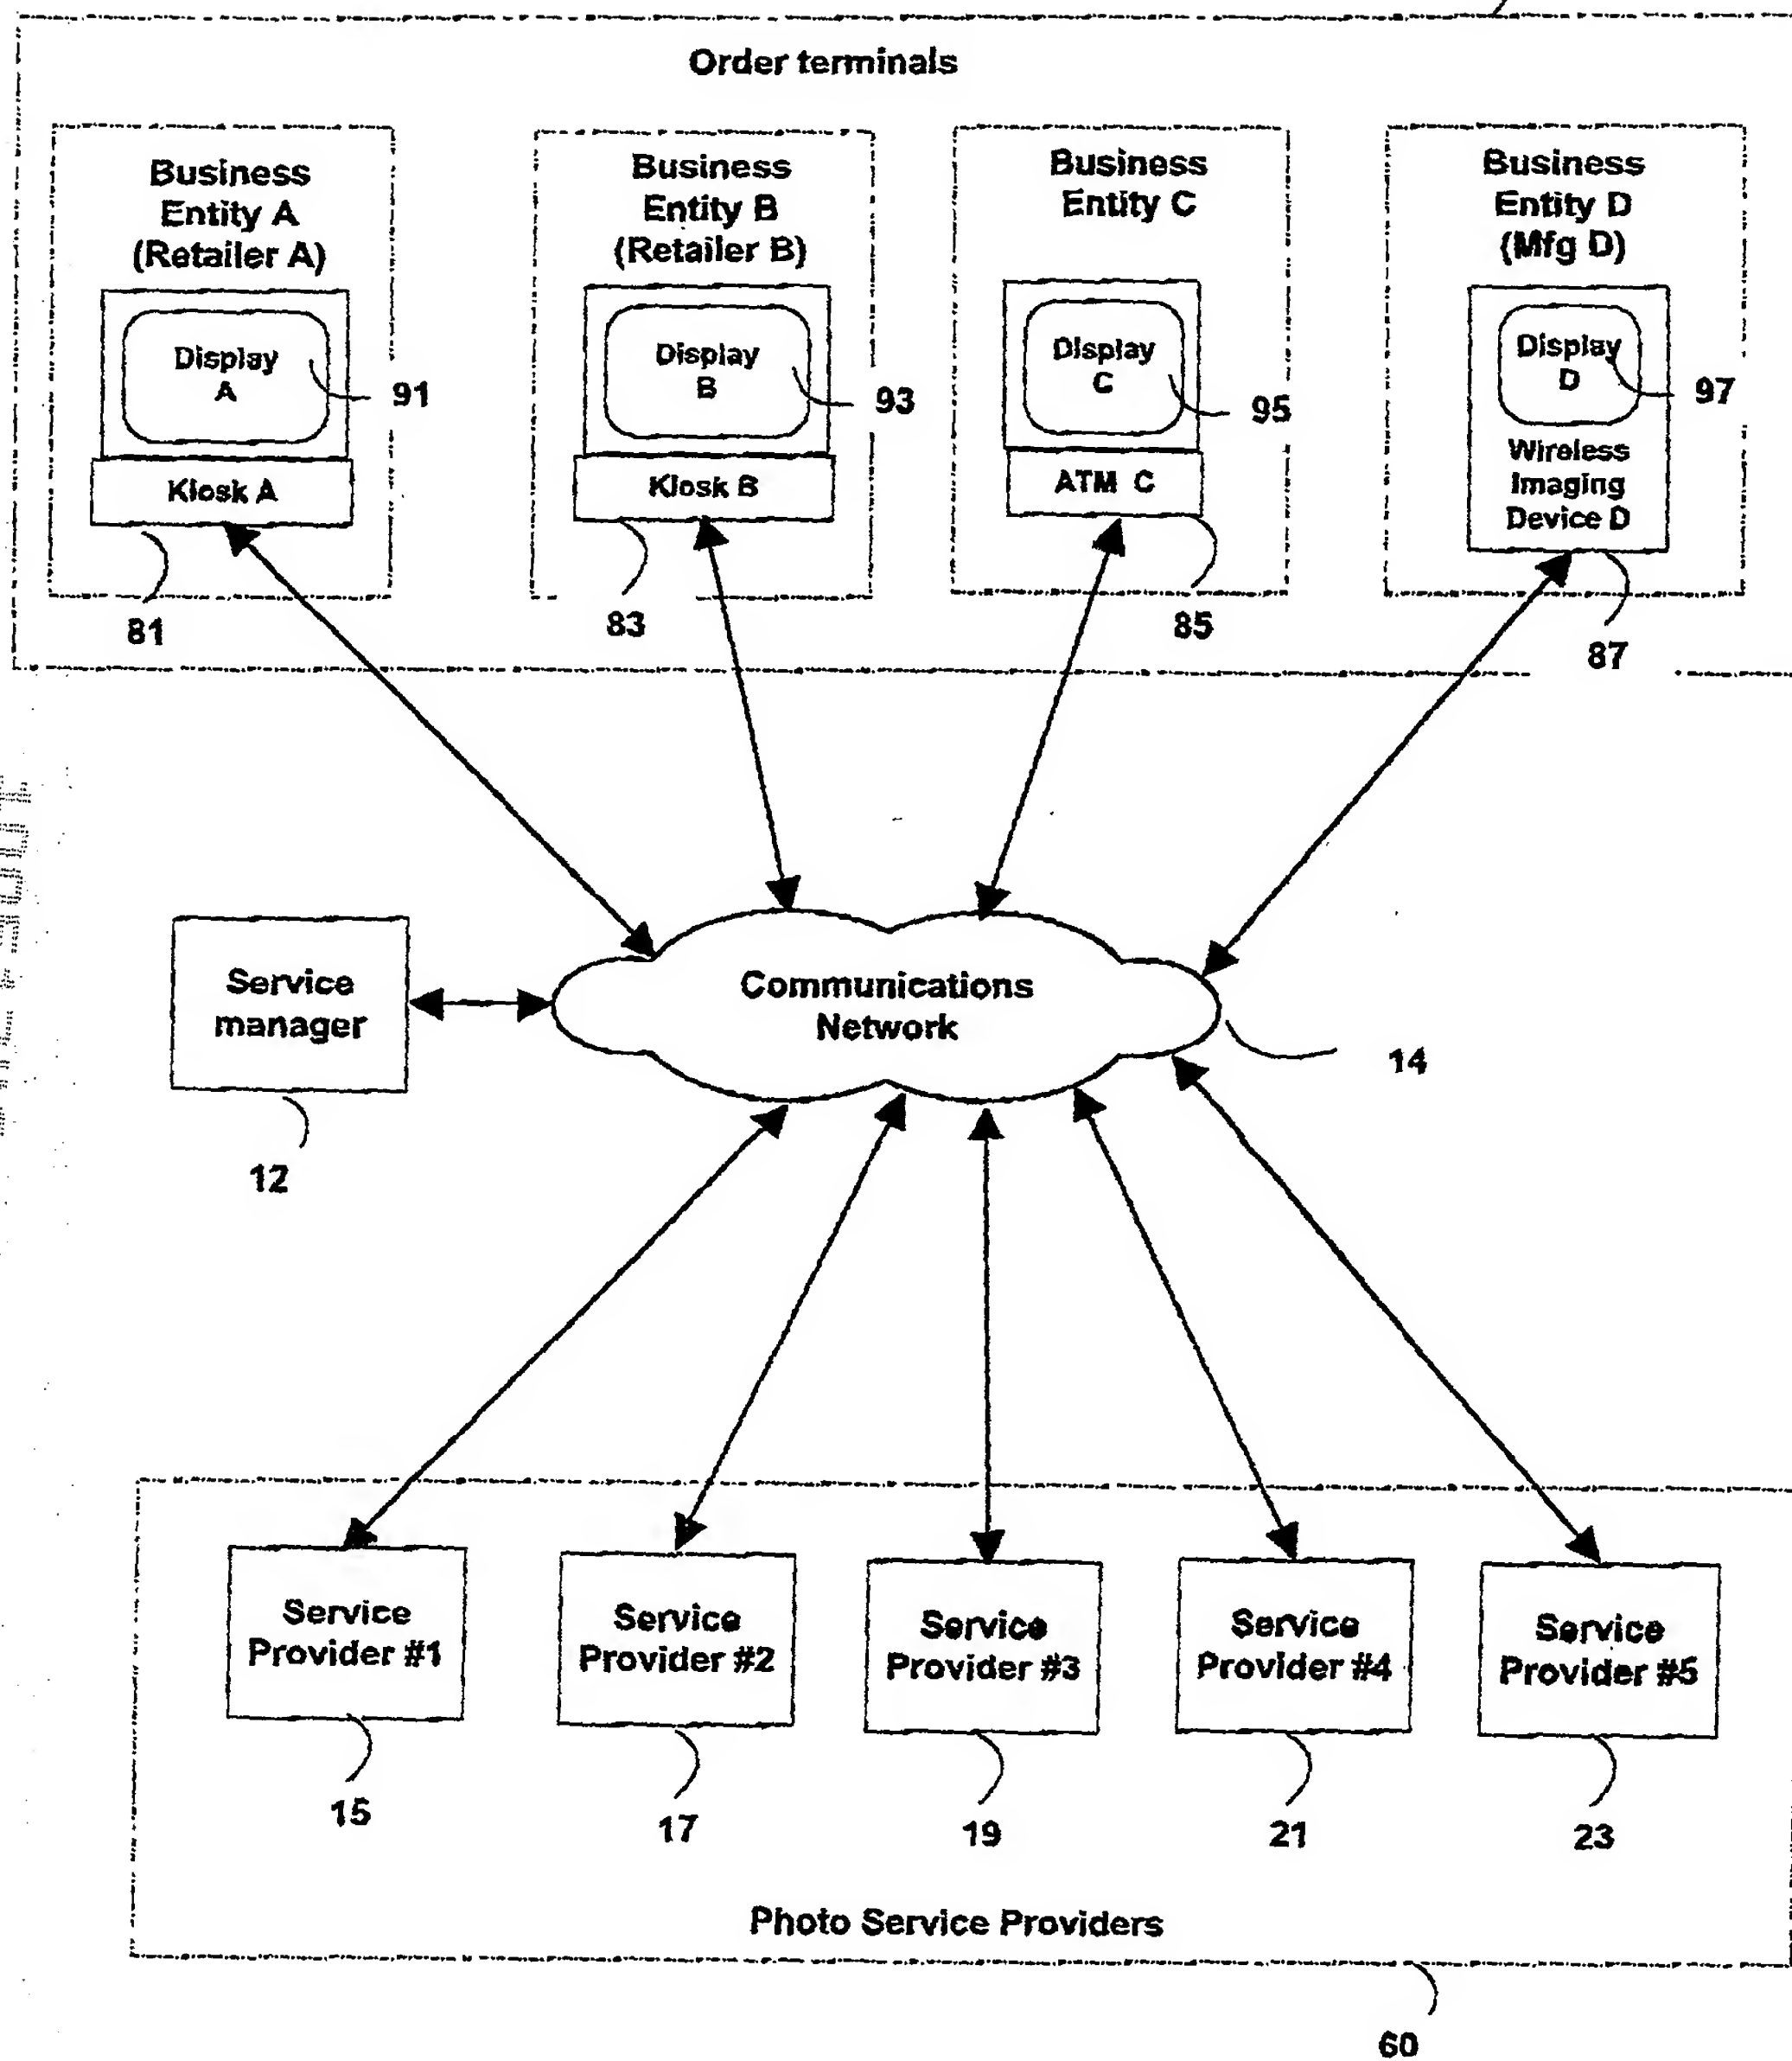 Order terminals
Business
Entity A
(Retailer A)
Display
A
91
Kiosk A
81
Business
Entity B
(Retailer B)
Display
B
93
Kiosk B
83
Business
Entity C
Display
C
95
ATM C
85
Business
Entity D
(Mfg D)
Display
D
97
Wireless
Imaging
Device D
87
Service
manager
12
Communications
Network
14
Service
Provider #1
15
Service
Provider #2
17
Service
Provider #3
19
Service
Provider #4
21
Service
Provider #5
23
Photo Service Providers
60